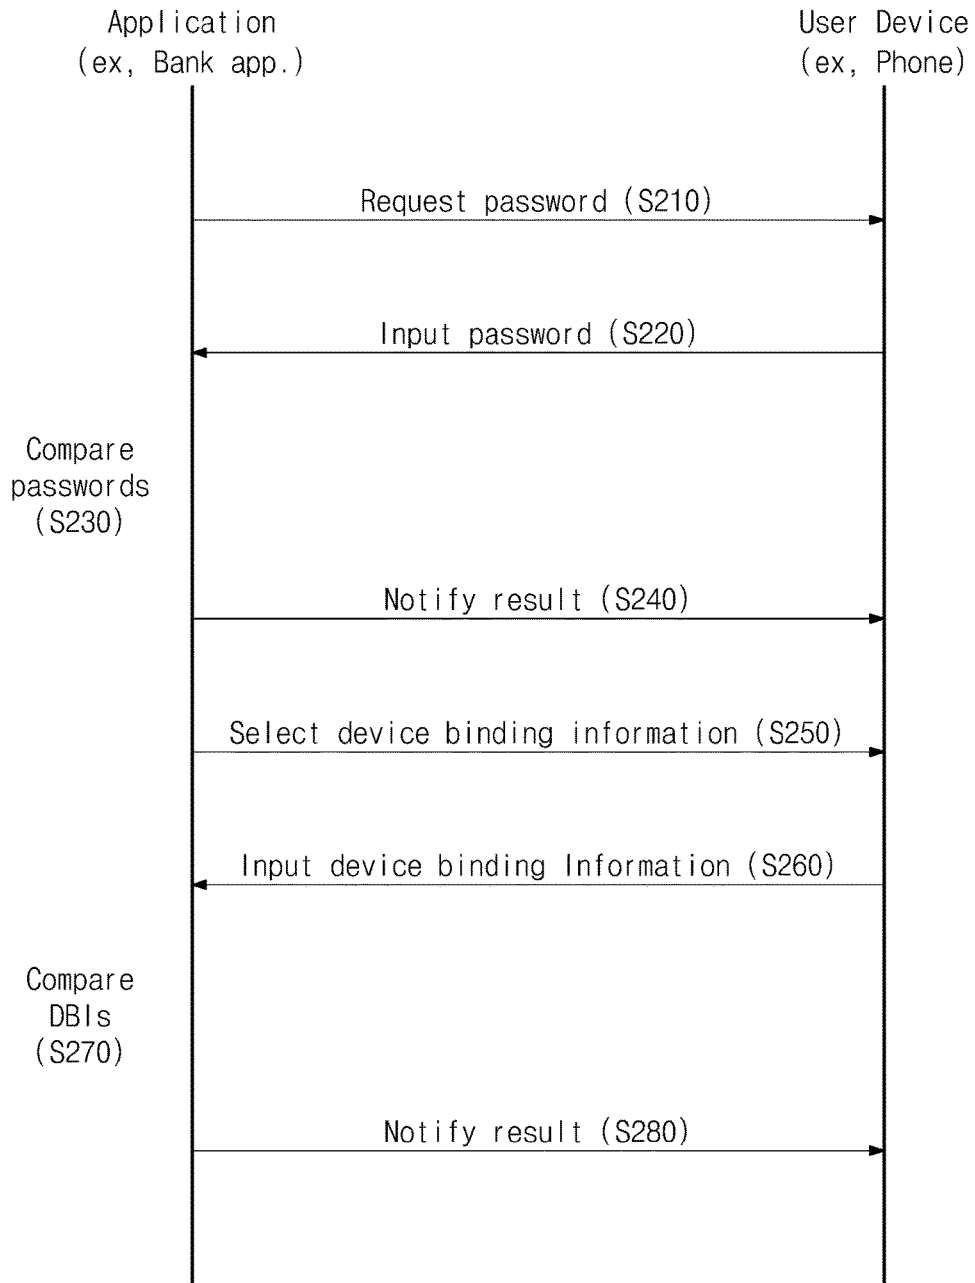 Application
(ex, Bank app.)
User Device
(ex, Phone)
Request password (S210)
Input password (S220)
Compare
passwords
(S230)
Notify result (S240)
Select device binding information (S250)
Input device binding Information (S260)
Compare
DBIs
(S270)
Notify result (S280)